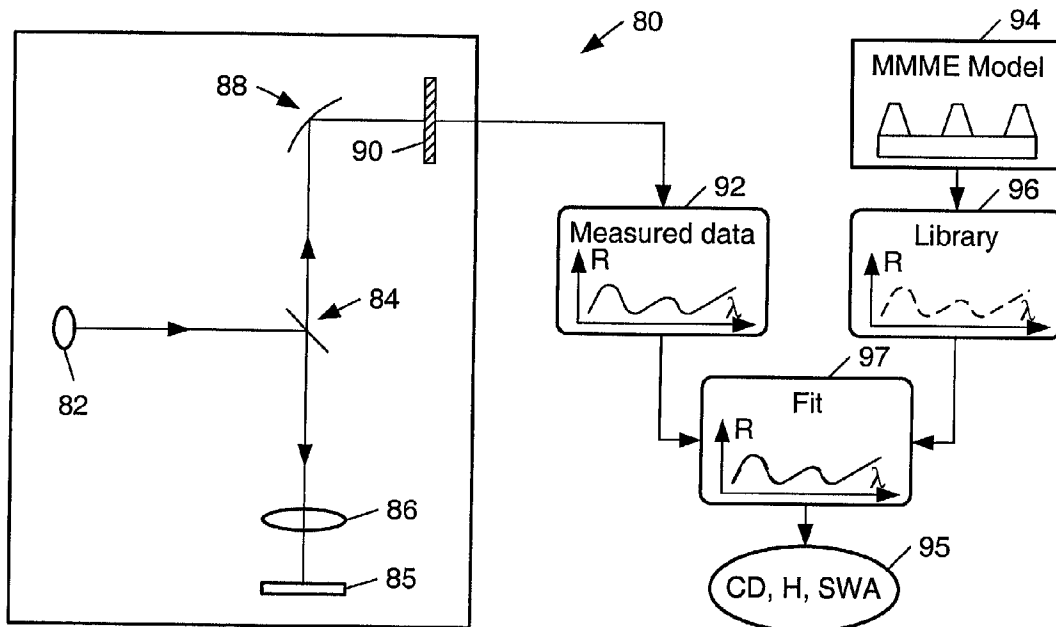 80
94
MMME Model
88
90
92
Measured data
R
λ
96
Library
R
λ
84
82
97
Fit
R
λ
86
85
95
CD, H, SWA